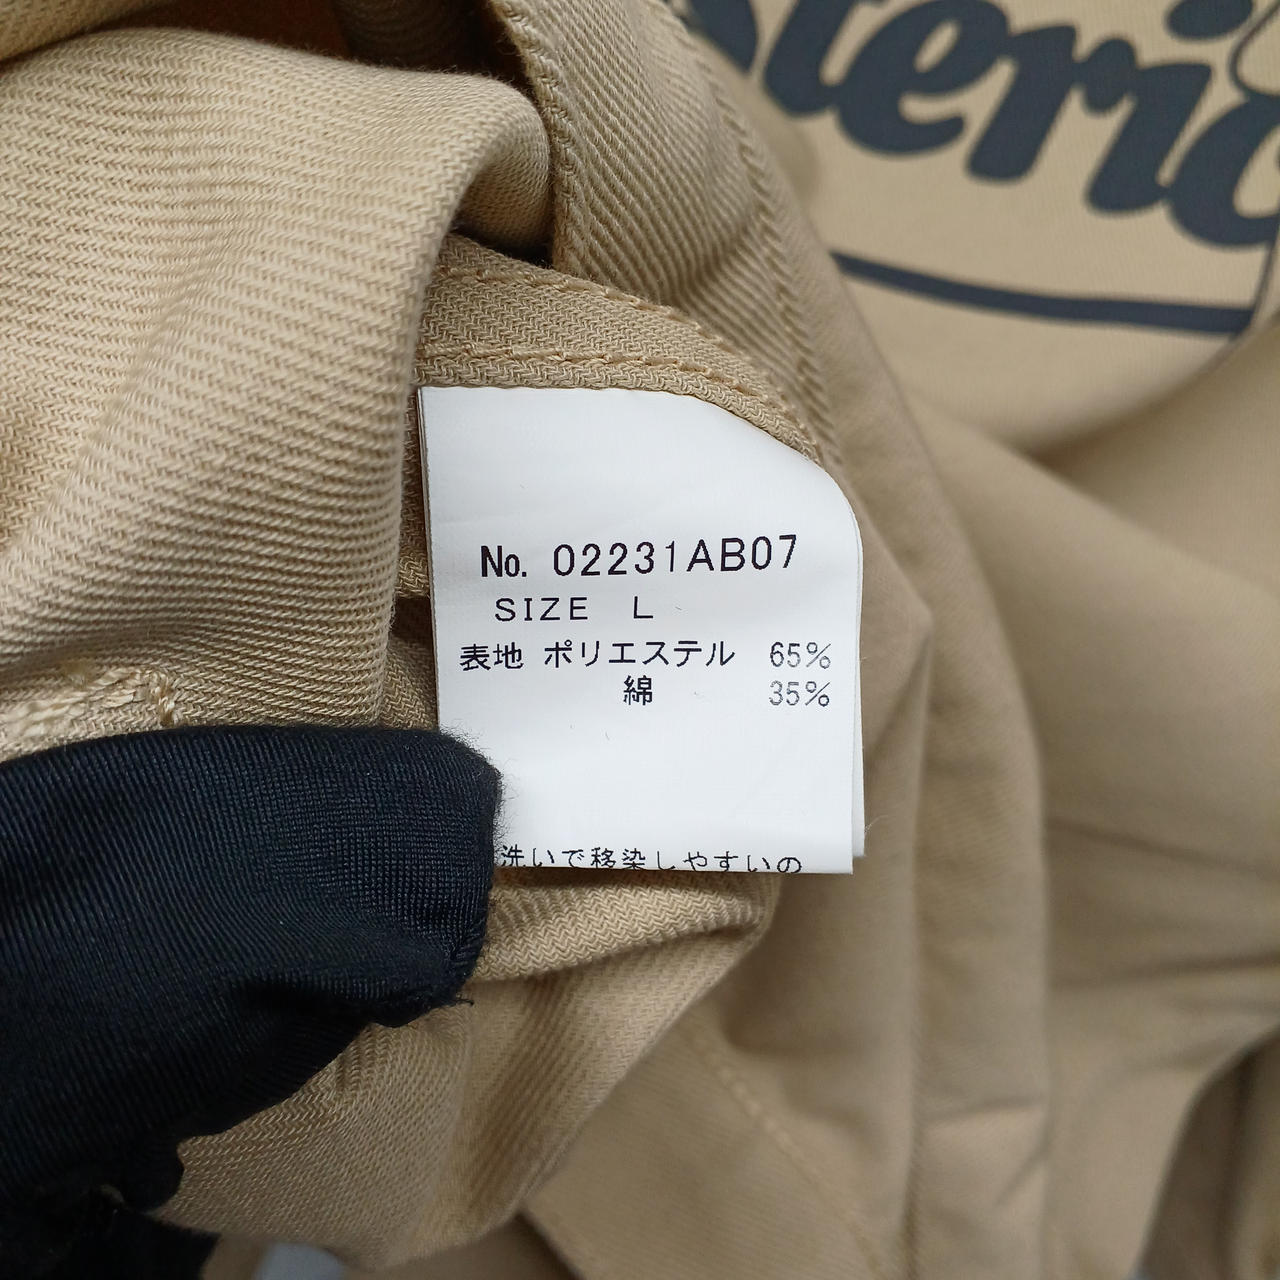 steric
No. 02231AB07
SIZE L
表地 ポリエステル 65%
綿 35%
洗いで移染しやすいの